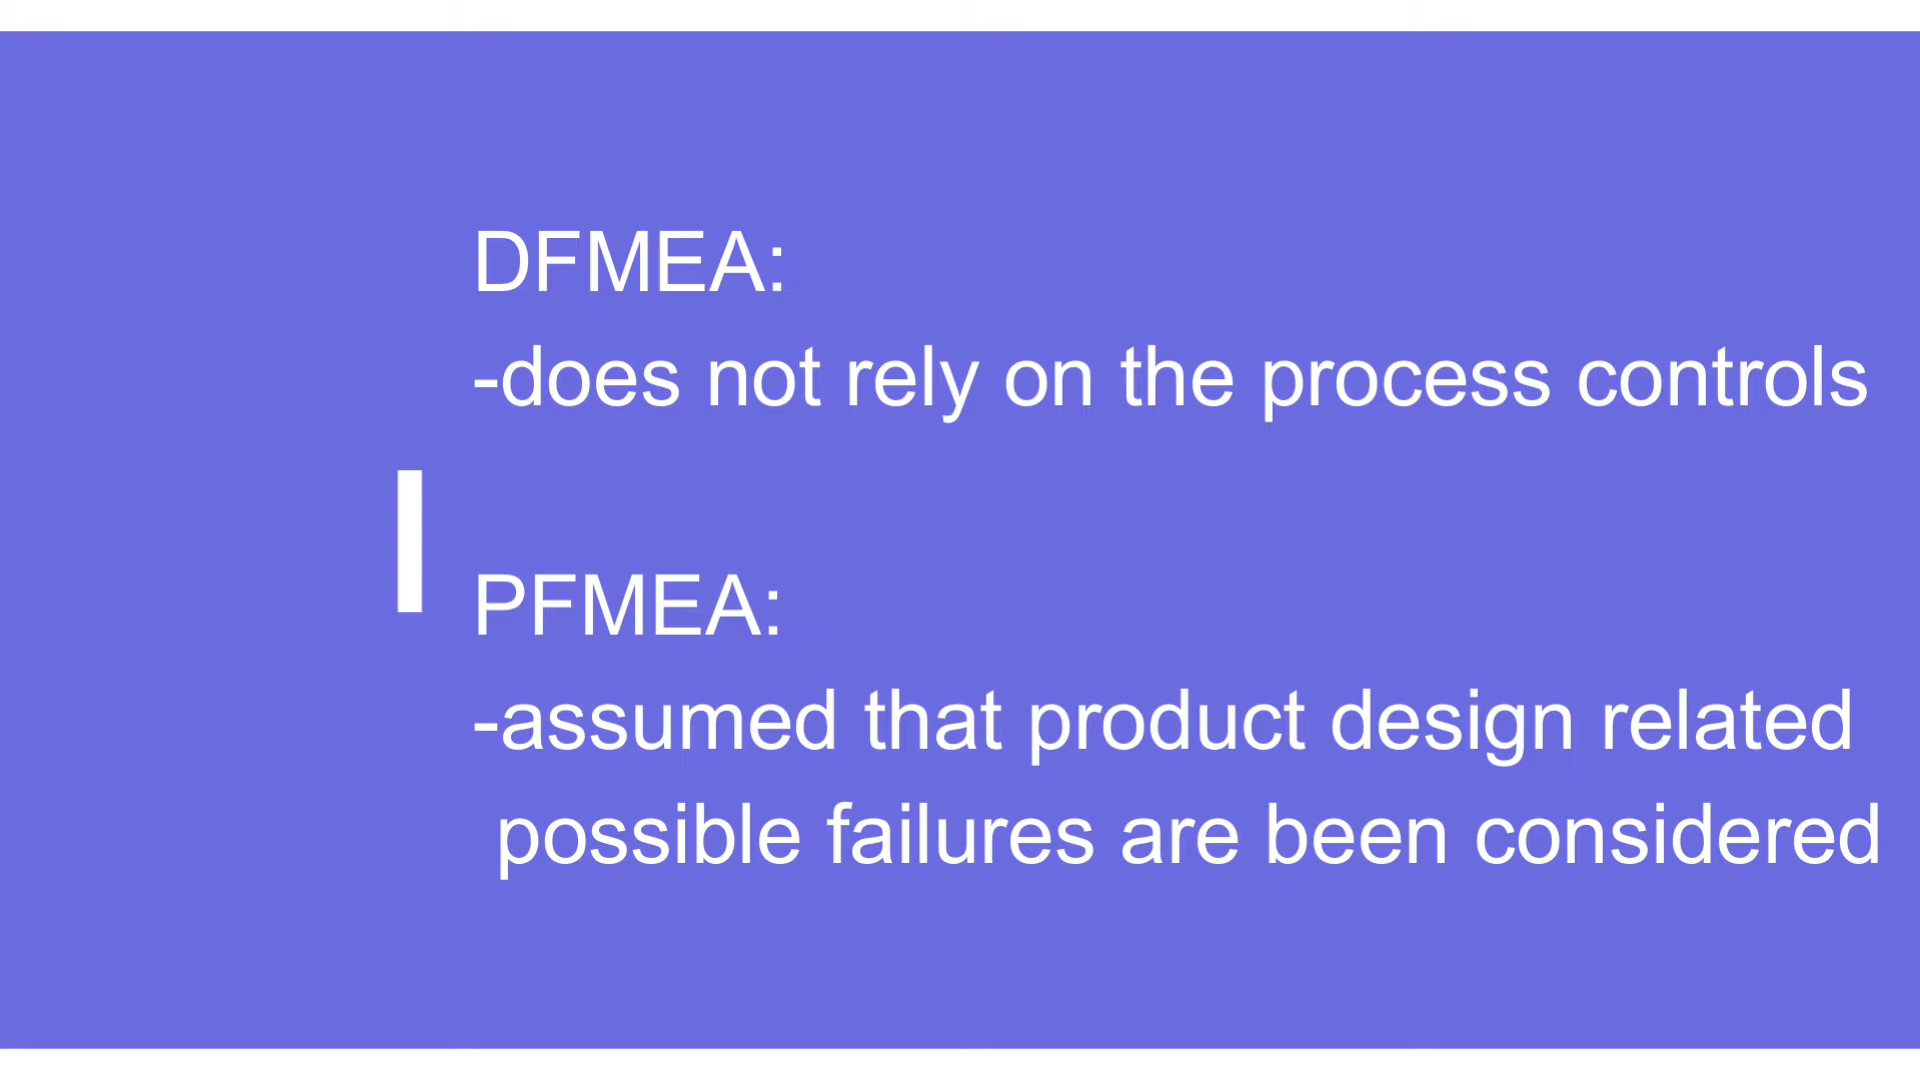 DFMEA:
-does not rely on the process controls
I
PFMEA:
-assumed that product design related
possible failures are been considered